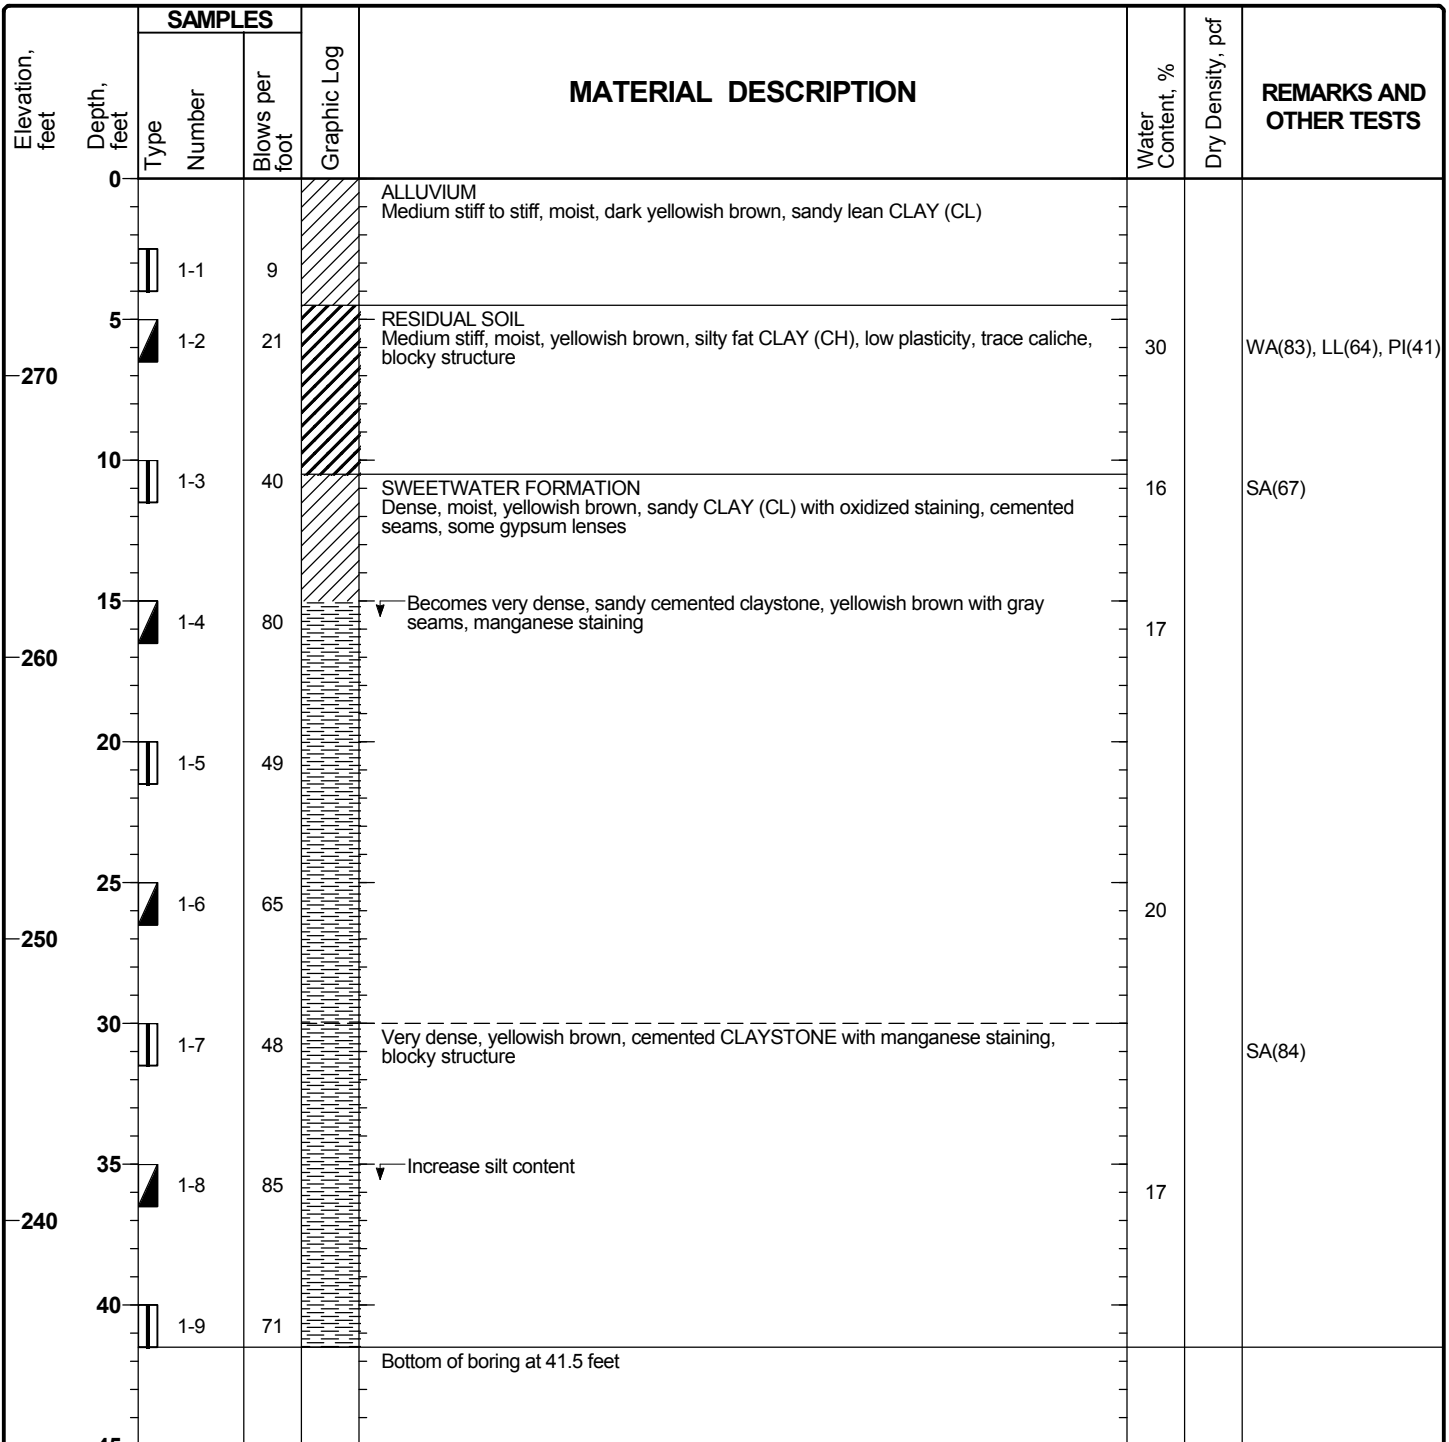 SAMPLES
Elevation,
feet
Depth,
feet
Type
Number
Blows per
foot
Graphic Log
MATERIAL DESCRIPTION
Water
Content, %
Dry Density, pcf
REMARKS AND
OTHER TESTS
0
ALLUVIUM
Medium stiff to stiff, moist, dark yellowish brown, sandy lean CLAY (CL)
1-1 9
5
RESIDUAL SOIL
1-2 21
Medium stiff, moist, yellowish brown, silty fat CLAY (CH), low plasticity, trace caliche,
blocky structure
30 WA(83), LL(64), PI(41)
270
10
1-3 40
SWEETWATER FORMATION
16 SA(67)
Dense, moist, yellowish brown, sandy CLAY (CL) with oxidized staining, cemented
seams, some gypsum lenses
15
Becomes very dense, sandy cemented claystone, yellowish brown with gray
seams, manganese staining
1-4 80
17
260
20
1-5 49
25
1-6 65
20
250
30
Very dense, yellowish brown, cemented CLAYSTONE with manganese staining,
blocky structure
1-7 48
SA(84)
35
Increase silt content
1-8 85
17
240
40
1-9 71
Bottom of boring at 41.5 feet